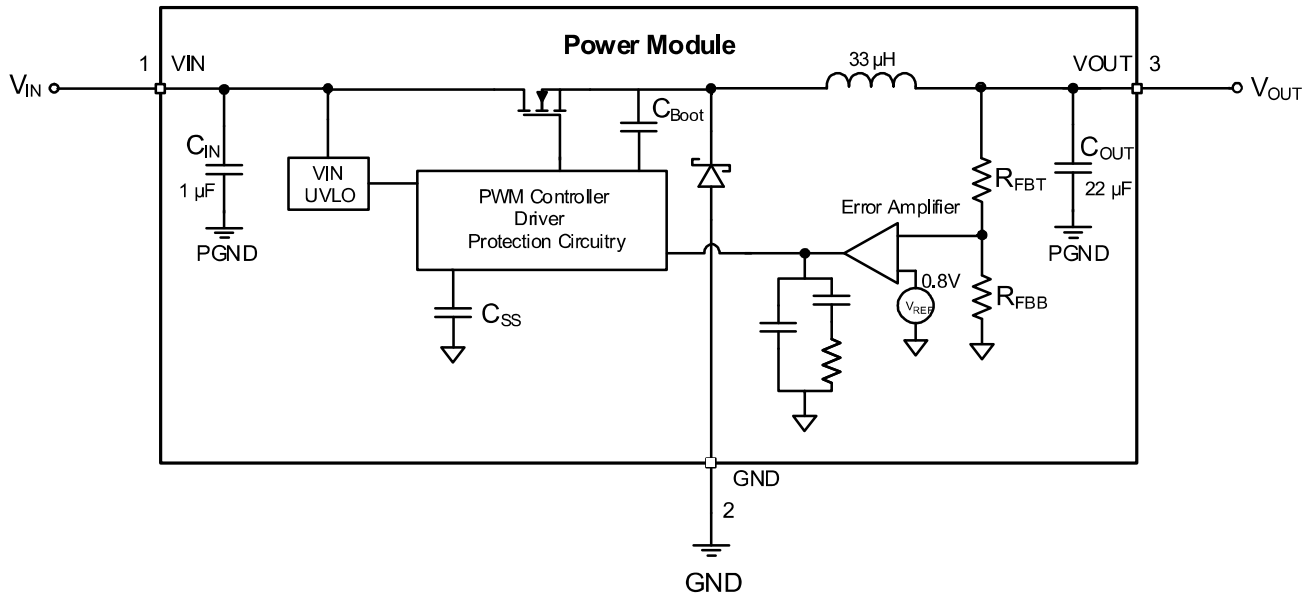 Power Module
1 VIN
33 µH
VOUT 3
VIN
VOUT
CBoot
CIN
1 µF
PGND
VIN
UVLO
PWM Controller
Driver
Protection Circuitry
CSS
Error Amplifier
RFBT
COUT
22 µF
PGND
0.8V
VREF
RFBB
GND
2
GND